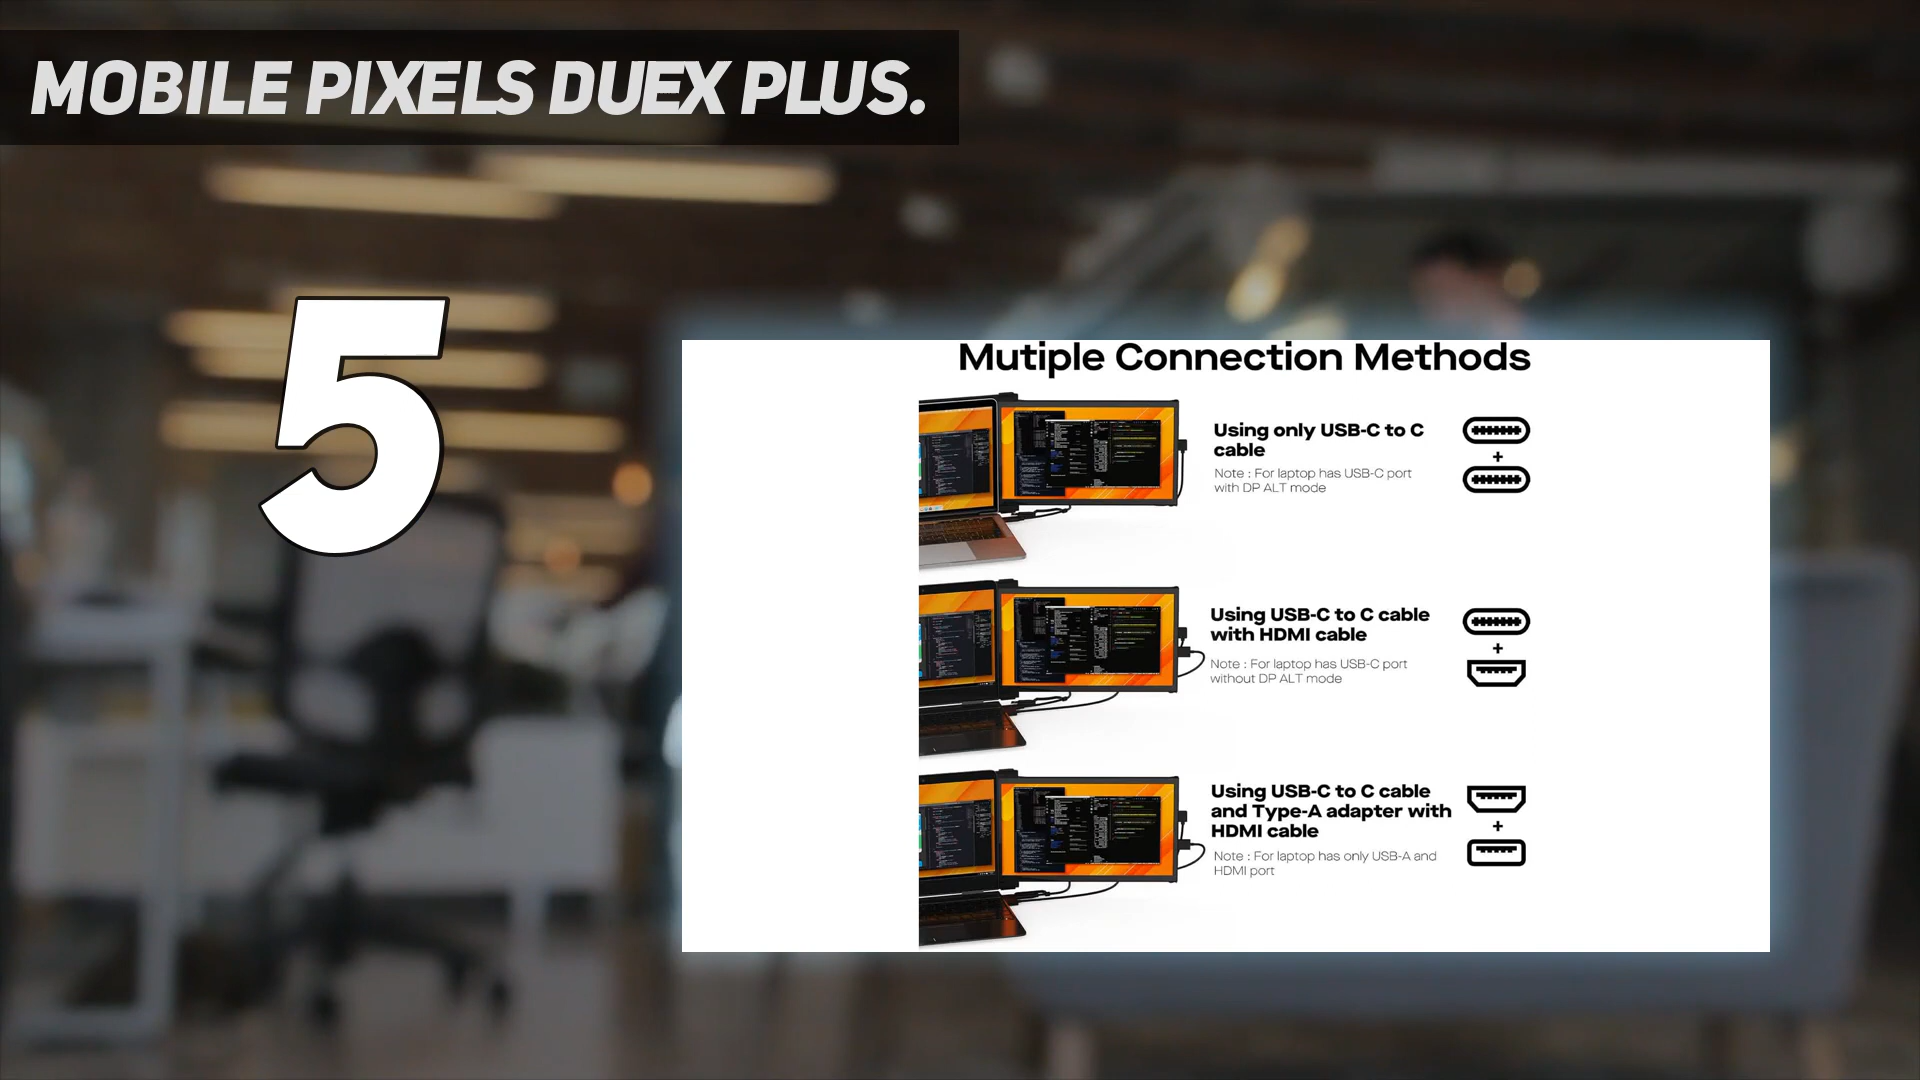 MOBILE PIXELS DUEX PLUS.
5
Mutiple Connection Methods
Using only USB-C to C
cable
Note : For laptop has USB-C port
with DP ALT mode
+
Using USB-C to C cable
with HDMI cable
Note : For laptop has USB-C port
without DP ALT mode
+
Using USB-C to C cable
and Type-A adapter with
HDMI cable
Note : For laptop has only USB-A and
HDMI port
+